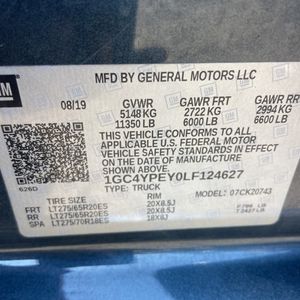 GM
MFD BY GENERAL MOTORS LLC
08/19 GVWR GAWR FRT GAWR RR
5148 KG 2722 KG 2994 KG
11350 LB 6000 LB 6600 LB
THIS VEHICLE CONFORMS TO ALL
APPLICABLE U.S. FEDERAL MOTOR
VEHICLE SAFETY STANDARDS IN
EFFECT ON THE DATE OF
MANUFACTURE SHOWN ABOVE.
1GC4YPEY0LF124627
626D TYPE: TRUCK MODEL: 07CK20743
TIRE SIZE RIM
FRT LT275/65R20ES 20X8.5J
RR LT275/65R20ES 20X8.5J
SPA LT275/70R18ES 18X8J